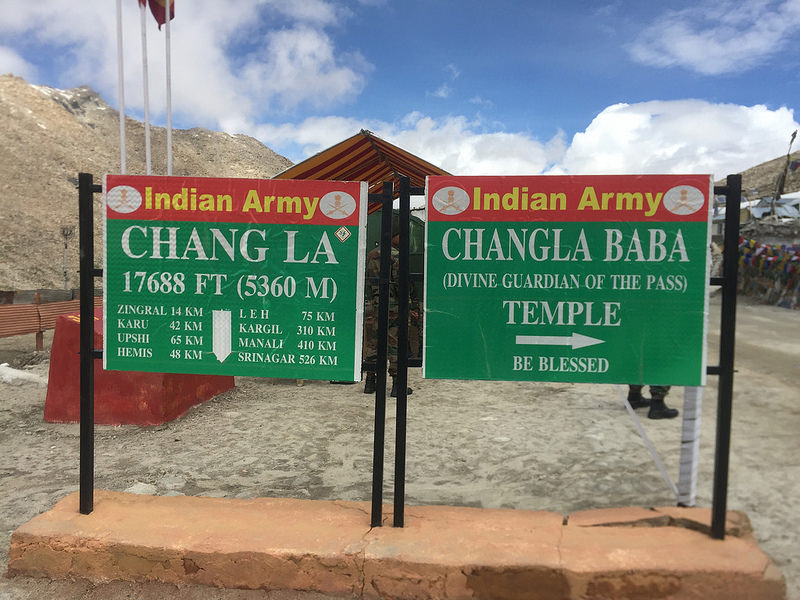 Indian Army
CHANG LA
17688 FT (5360 M)
ZINGRAL 14 KM
KARU 42 KM
UPSHI 65 KM
HEMIS 48 KM
L E H 75 KM
KARGIL 310 KM
MANALI 410 KM
SRINAGAR 526 KM
Indian Army
CHANGLA BABA
(DIVINE GUARDIAN OF THE PASS)
TEMPLE
BE BLESSED